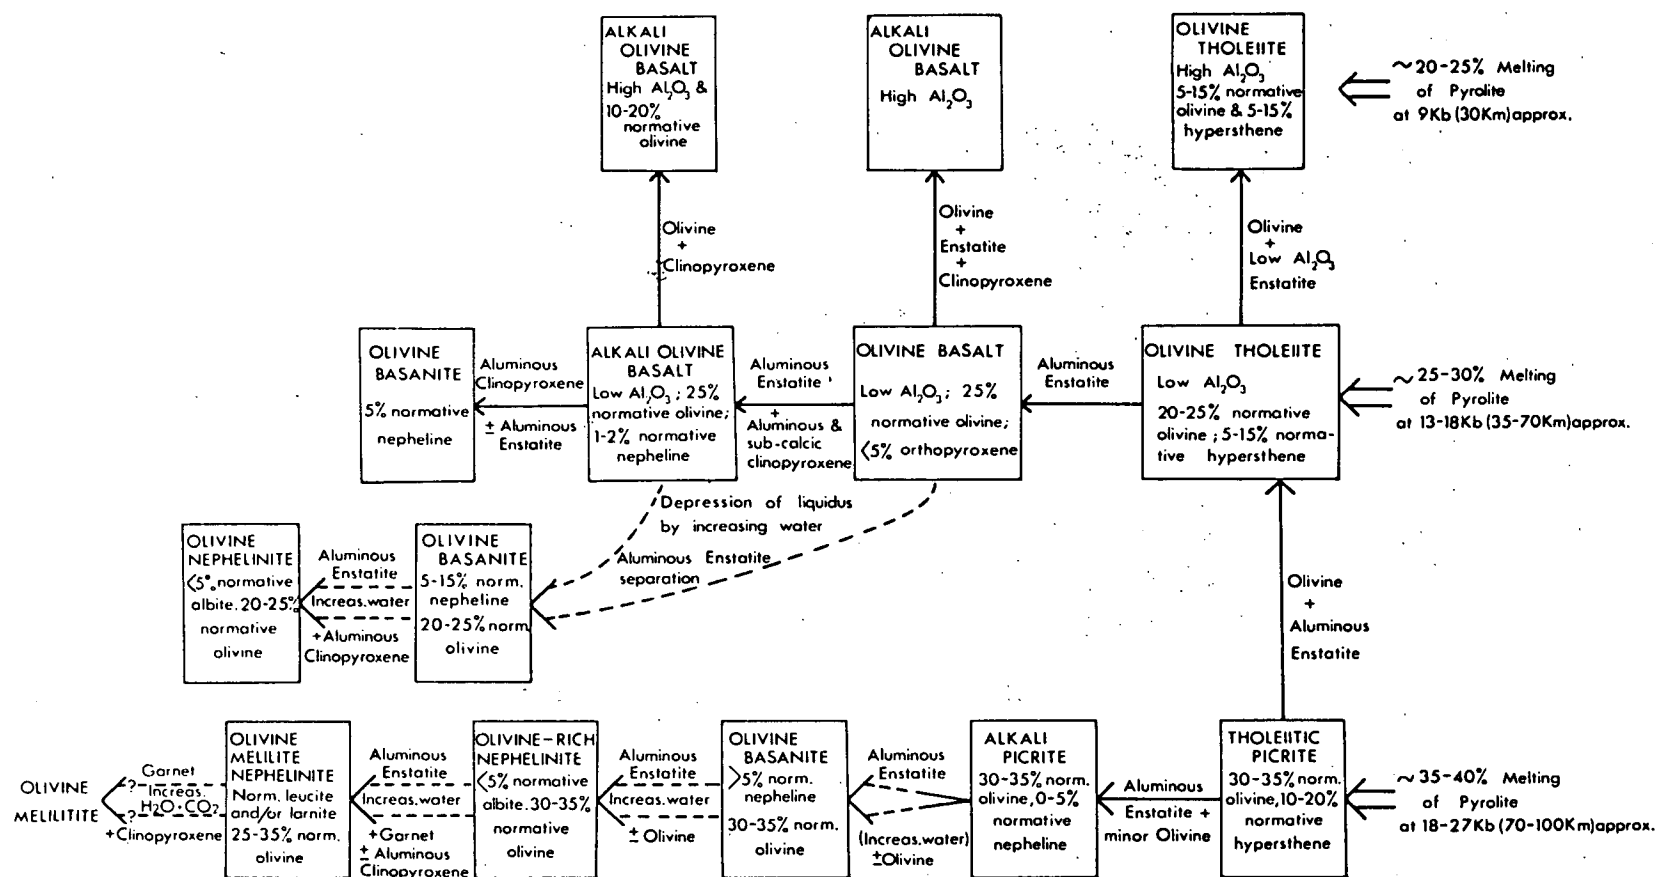 ALKALI
OLIVINE
BASALT
High Al₂O₃ &
10-20%
normative
olivine
ALKALI
OLIVINE
BASALT
High Al₂O₃
OLIVINE
THOLEIITE
High Al₂O₃
5-15% normative
olivine & 5-15%
hypersthene
~20-25% Melting
of Pyrolite
at 9Kb (30Km) approx.
Olivine
+
Clinopyroxene
Olivine
+
Enstatite
+
Clinopyroxene
Olivine
+
Low Al₂O₃
Enstatite
OLIVINE
BASANITE
5% normative
nepheline
Aluminous
Clinopyroxene
± Aluminous
Enstatite
ALKALI OLIVINE
BASALT
Low Al₂O₃; 25%
normative olivine;
1-2% normative
nepheline
Aluminous
Enstatite
+
Aluminous &
sub-calcic
clinopyroxene
OLIVINE BASALT
Low Al₂O₃; 25%
normative olivine;
<5% orthopyroxene
Aluminous
Enstatite
OLIVINE THOLEIITE
Low Al₂O₃
20-25% normative
olivine; 5-15% norma-
tive hypersthene
~25-30% Melting
of Pyrolite
at 13-18Kb (35-70Km) approx.
Depression of liquidus
by increasing water
Aluminous Enstatite
separation
OLIVINE
NEPHELINITE
<5% normative
albite. 20-25%
normative
olivine
Aluminous
Enstatite
Increas. water
+Aluminous
Clinopyroxene
OLIVINE
BASANITE
5-15% norm.
nepheline
20-25% norm.
olivine
Olivine
+
Aluminous
Enstatite
OLIVINE
MELILITITE
? Garnet
Increas.
H₂O·CO₂
?
+Clinopyroxene
OLIVINE
MELILITE
NEPHELINITE
Norm. leucite
and/or larnite
25-35% norm.
olivine
Aluminous
Enstatite
Increas. water
+Garnet
± Aluminous
Clinopyroxene
OLIVINE-RICH
NEPHELINITE
<5% normative
albite. 30-35%
normative
olivine
Aluminous
Enstatite
Increas. water
± Olivine
OLIVINE
BASANITE
>5% norm.
nepheline
30-35% norm.
olivine
Aluminous
Enstatite
(Increas. water)
±Olivine
ALKALI
PICRITE
30-35% norm.
olivine, 0-5%
normative
nepheline
Aluminous
Enstatite +
minor Olivine
THOLEIITIC
PICRITE
30-35% norm.
olivine, 10-20%
normative
hypersthene
~35-40% Melting
of Pyrolite
at 18-27Kb (70-100Km) approx.